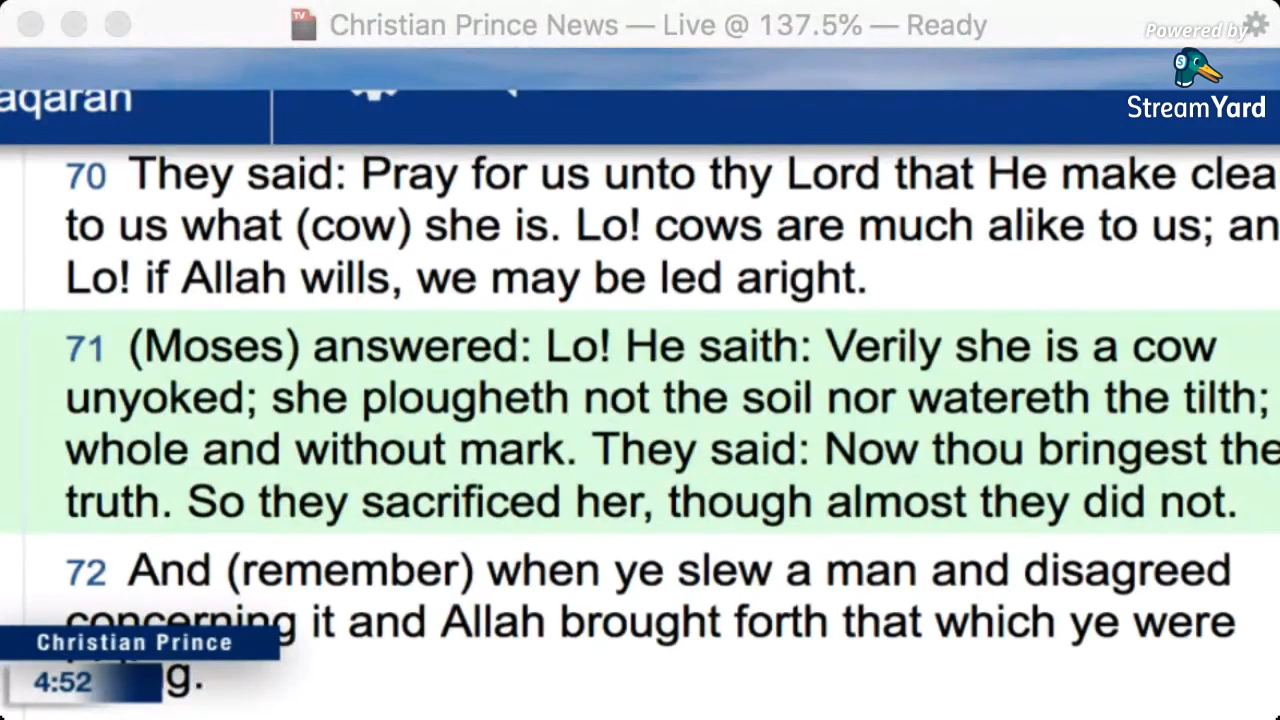 Christian Prince News — Live @ 137.5% — Ready
Powered by
StreamYard
aqarah
70 They said: Pray for us unto thy Lord that He make clea
to us what (cow) she is. Lo! cows are much alike to us; an
Lo! if Allah wills, we may be led aright.
71 (Moses) answered: Lo! He saith: Verily she is a cow
unyoked; she plougheth not the soil nor watereth the tilth;
whole and without mark. They said: Now thou bringest the
truth. So they sacrificed her, though almost they did not.
72 And (remember) when ye slew a man and disagreed
concerning it and Allah brought forth that which ye were
g.
Christian Prince
4:52